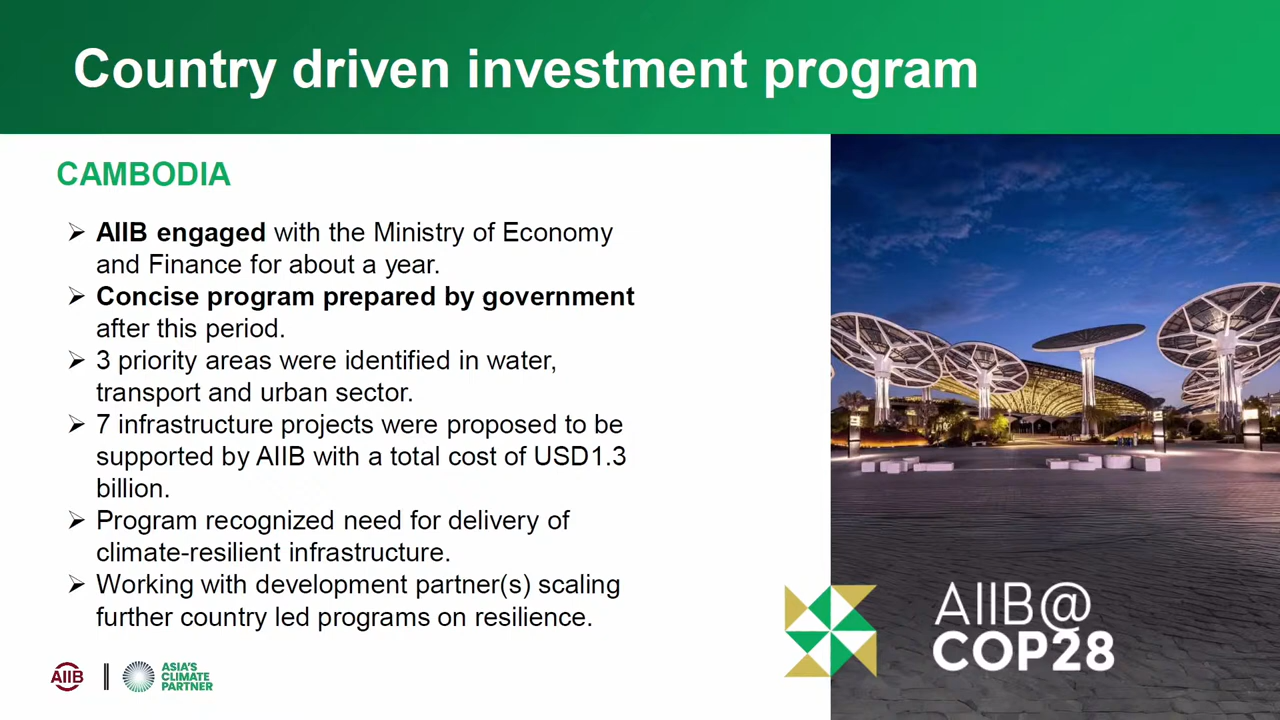 Country driven investment program
CAMBODIA
➢ AIIB engaged with the Ministry of Economy
and Finance for about a year.
➢ Concise program prepared by government
after this period.
➢ 3 priority areas were identified in water,
transport and urban sector.
➢ 7 infrastructure projects were proposed to be
supported by AIIB with a total cost of USD1.3
billion.
➢ Program recognized need for delivery of
climate-resilient infrastructure.
➢ Working with development partner(s) scaling
further country led programs on resilience.
AIIB
ASIA'S
CLIMATE
PARTNER
AIIB@
COP28